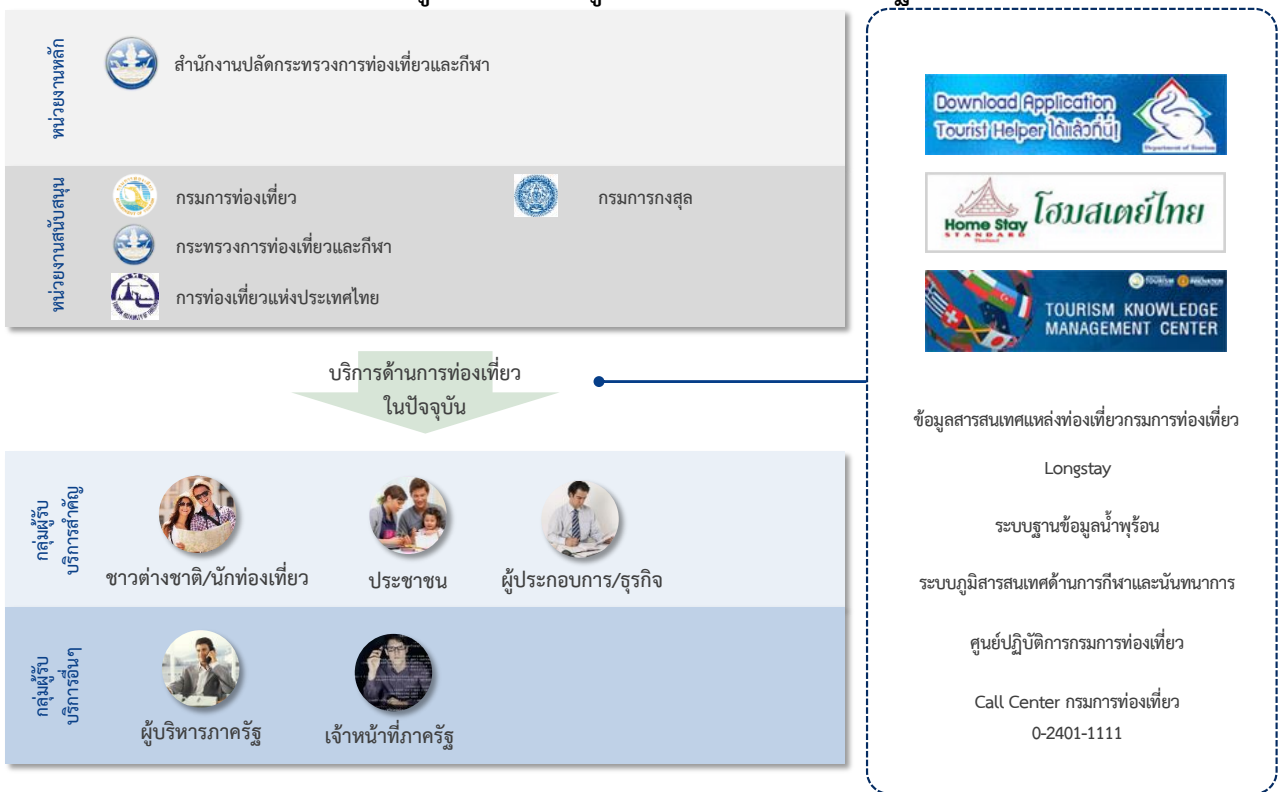 หน่วยงานหลัก
สำนักงานปลัดกระทรวงการท่องเที่ยวและกีฬา
หน่วยงานสนับสนุน
กรมการท่องเที่ยว
กรมการกงสุล
กระทรวงการท่องเที่ยวและกีฬา
การท่องเที่ยวแห่งประเทศไทย
บริการด้านการท่องเที่ยว
ในปัจจุบัน
กลุ่มผู้รับ
บริการสำคัญ
ชาวต่างชาติ/นักท่องเที่ยว
ประชาชน
ผู้ประกอบการ/ธุรกิจ
กลุ่มผู้รับ
บริการอื่นๆ
ผู้บริหารภาครัฐ
เจ้าหน้าที่ภาครัฐ
Download Application
Tourist Helper ได้แล้วที่นี่!
Department of Tourism
Home Stay
STANDARD
Thailand
โฮมสเตย์ไทย
TOURISM KNOWLEDGE
MANAGEMENT CENTER
ข้อมูลสารสนเทศแหล่งท่องเที่ยวกรมการท่องเที่ยว
Longstay
ระบบฐานข้อมูลน้ำพุร้อน
ระบบภูมิสารสนเทศด้านการกีฬาและนันทนาการ
ศูนย์ปฏิบัติการกรมการท่องเที่ยว
Call Center กรมการท่องเที่ยว
0-2401-1111